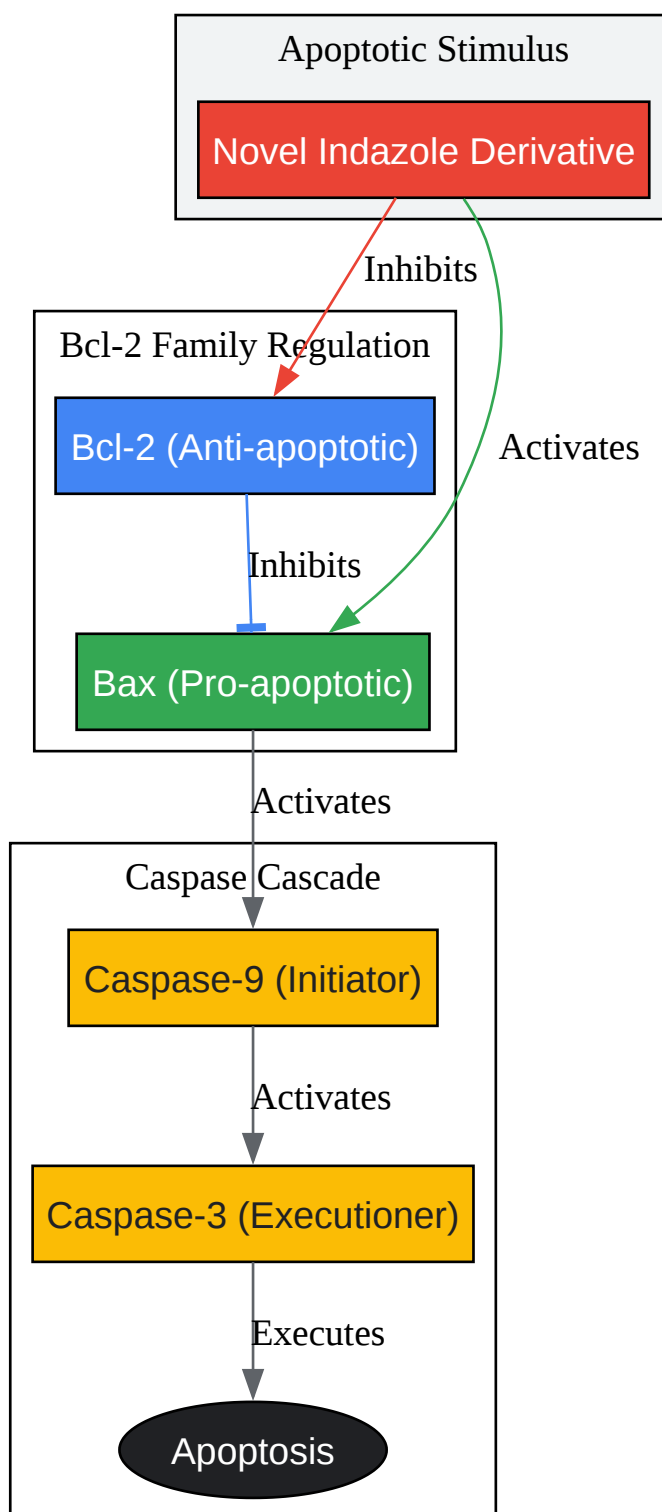 Apoptotic Stimulus
Novel Indazole Derivative
Inhibits
Bcl-2 Family Regulation
Bcl-2 (Anti-apoptotic)
Activates
Inhibits
Bax (Pro-apoptotic)
Activates
Caspase Cascade
Caspase-9 (Initiator)
Activates
Caspase-3 (Executioner)
Executes
Apoptosis